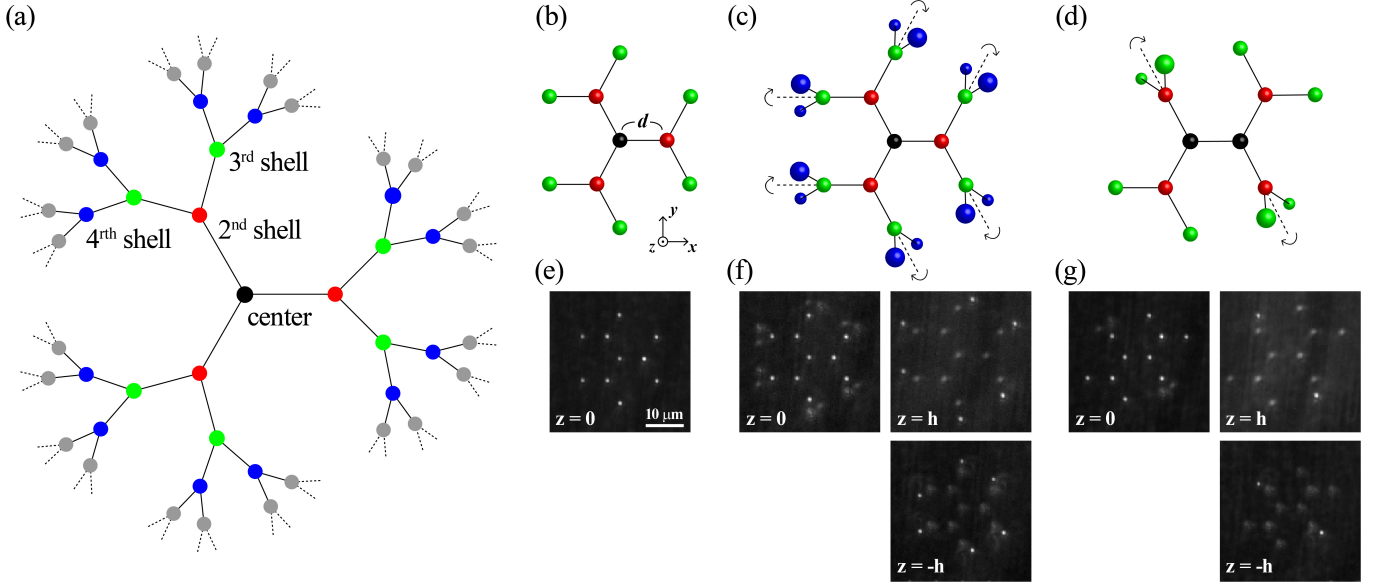 (a)
3rd shell
2nd shell
4rth shell
center
(b)
d
y
z
x
(c)
(d)
(e)
z = 0
10 μm
(f)
z = 0
z = h
z = -h
(g)
z = 0
z = h
z = -h